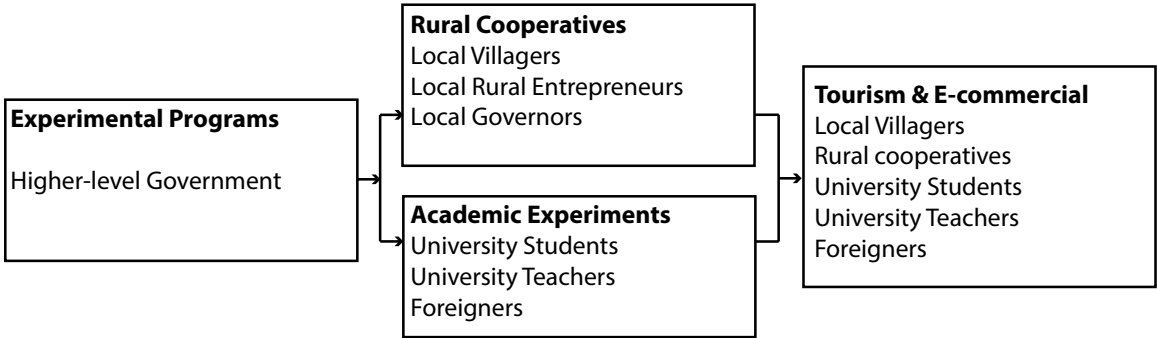 Experimental Programs
Higher-level Government
Rural Cooperatives
Local Villagers
Local Rural Entrepreneurs
Local Governors
Academic Experiments
University Students
University Teachers
Foreigners
Tourism & E-commercial
Local Villagers
Rural cooperatives
University Students
University Teachers
Foreigners